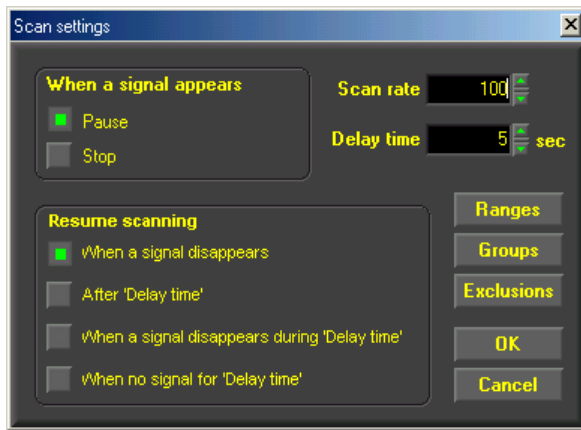 Scan settings
When a signal appears
Pause
Stop
Scan rate 100
Delay time 5 sec
Resume scanning
When a signal disappears
After 'Delay time'
When a signal disappears during 'Delay time'
When no signal for 'Delay time'
Ranges
Groups
Exclusions
OK
Cancel